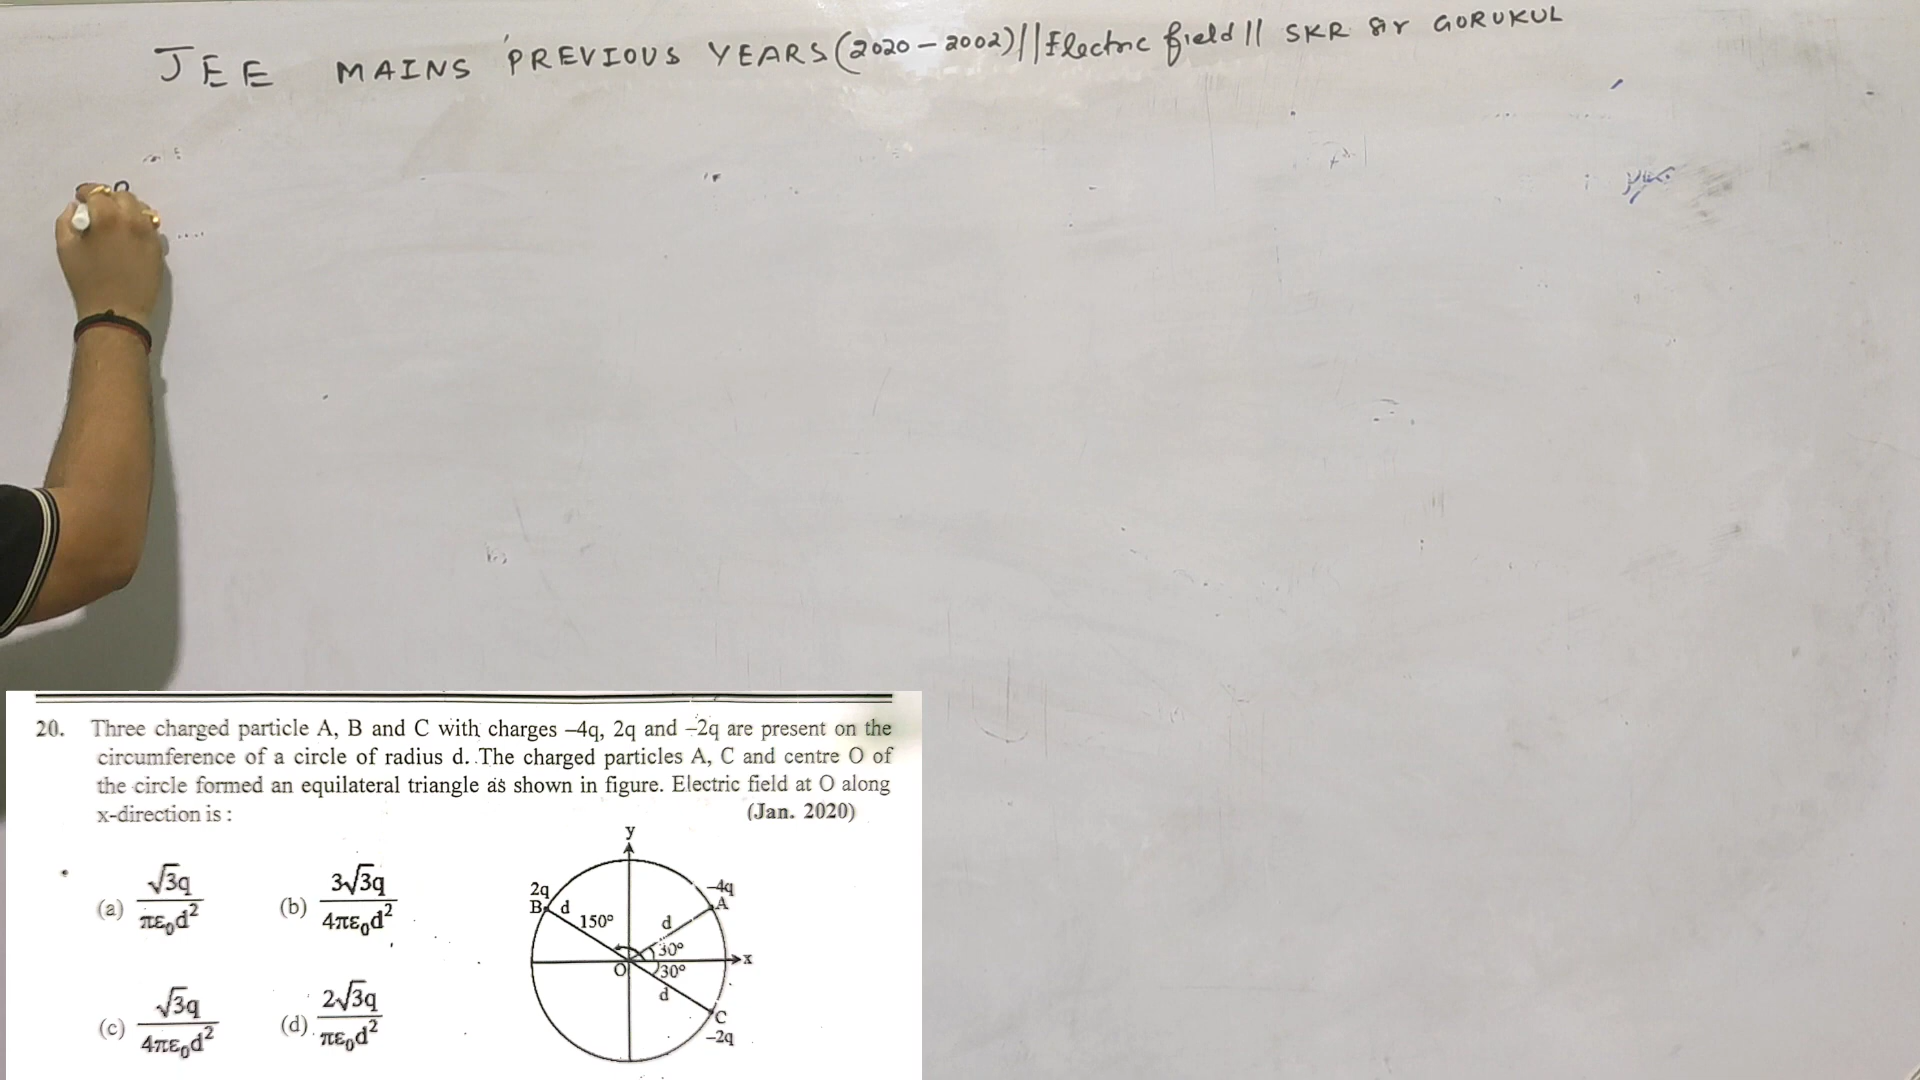 JEE MAINS PREVIOUS YEARS (2020-2002) || Electric field || SKR Sir GORUKUL
20. Three charged particle A, B and C with charges –4q, 2q and –2q are present on the
circumference of a circle of radius d. The charged particles A, C and centre O of
the circle formed an equilateral triangle as shown in figure. Electric field at O along
x-direction is : (Jan. 2020)
(a) √3q / πε₀d² (b) 3√3q / 4πε₀d²
(c) √3q / 4πε₀d² (d) 2√3q / πε₀d²
y
2q –4q
B d A
150° d
30°
O x
30°
d
C
–2q